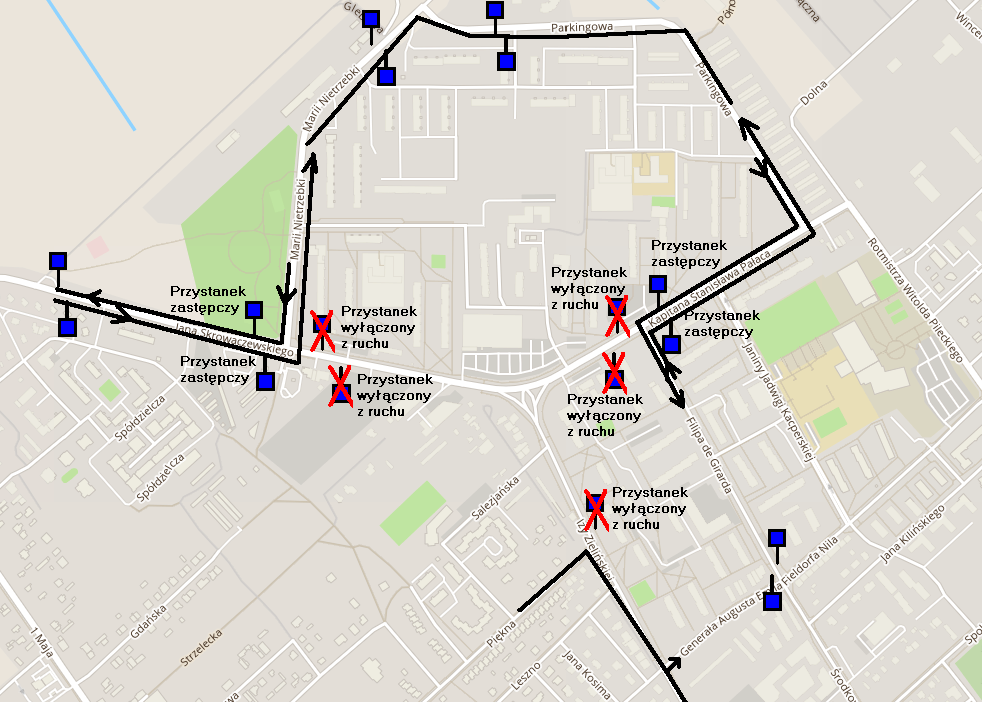 Parkingowa
Dolna
Marii Nietrzebki
Parkingowa
Marii Nietrzebki
Przystanek
zastępczy
Przystanek
wyłączony
z ruchu
Kapitana Stanisława Pałaca
Rotmistrza Witolda Pileckiego
Przystanek
zastępczy
Przystanek
wyłączony
z ruchu
Przystanek
zastępczy
Jana Skrowaczewskiego
Przystanek
zastępczy
Przystanek
wyłączony
z ruchu
Przystanek
wyłączony
z ruchu
Janiny Jadwigi Kacperskiej
Spółdzielcza
Spółdzielcza
Filipa de Girarda
Salezjańska
Przystanek
wyłączony
z ruchu
Izy Zielińskiej
Jana Kilińskiego
Generała Augusta Emila Fieldorfa Nila
Gdańska
Strzelecka
1 Maja
Piękna
Leszno
Jana Kosima